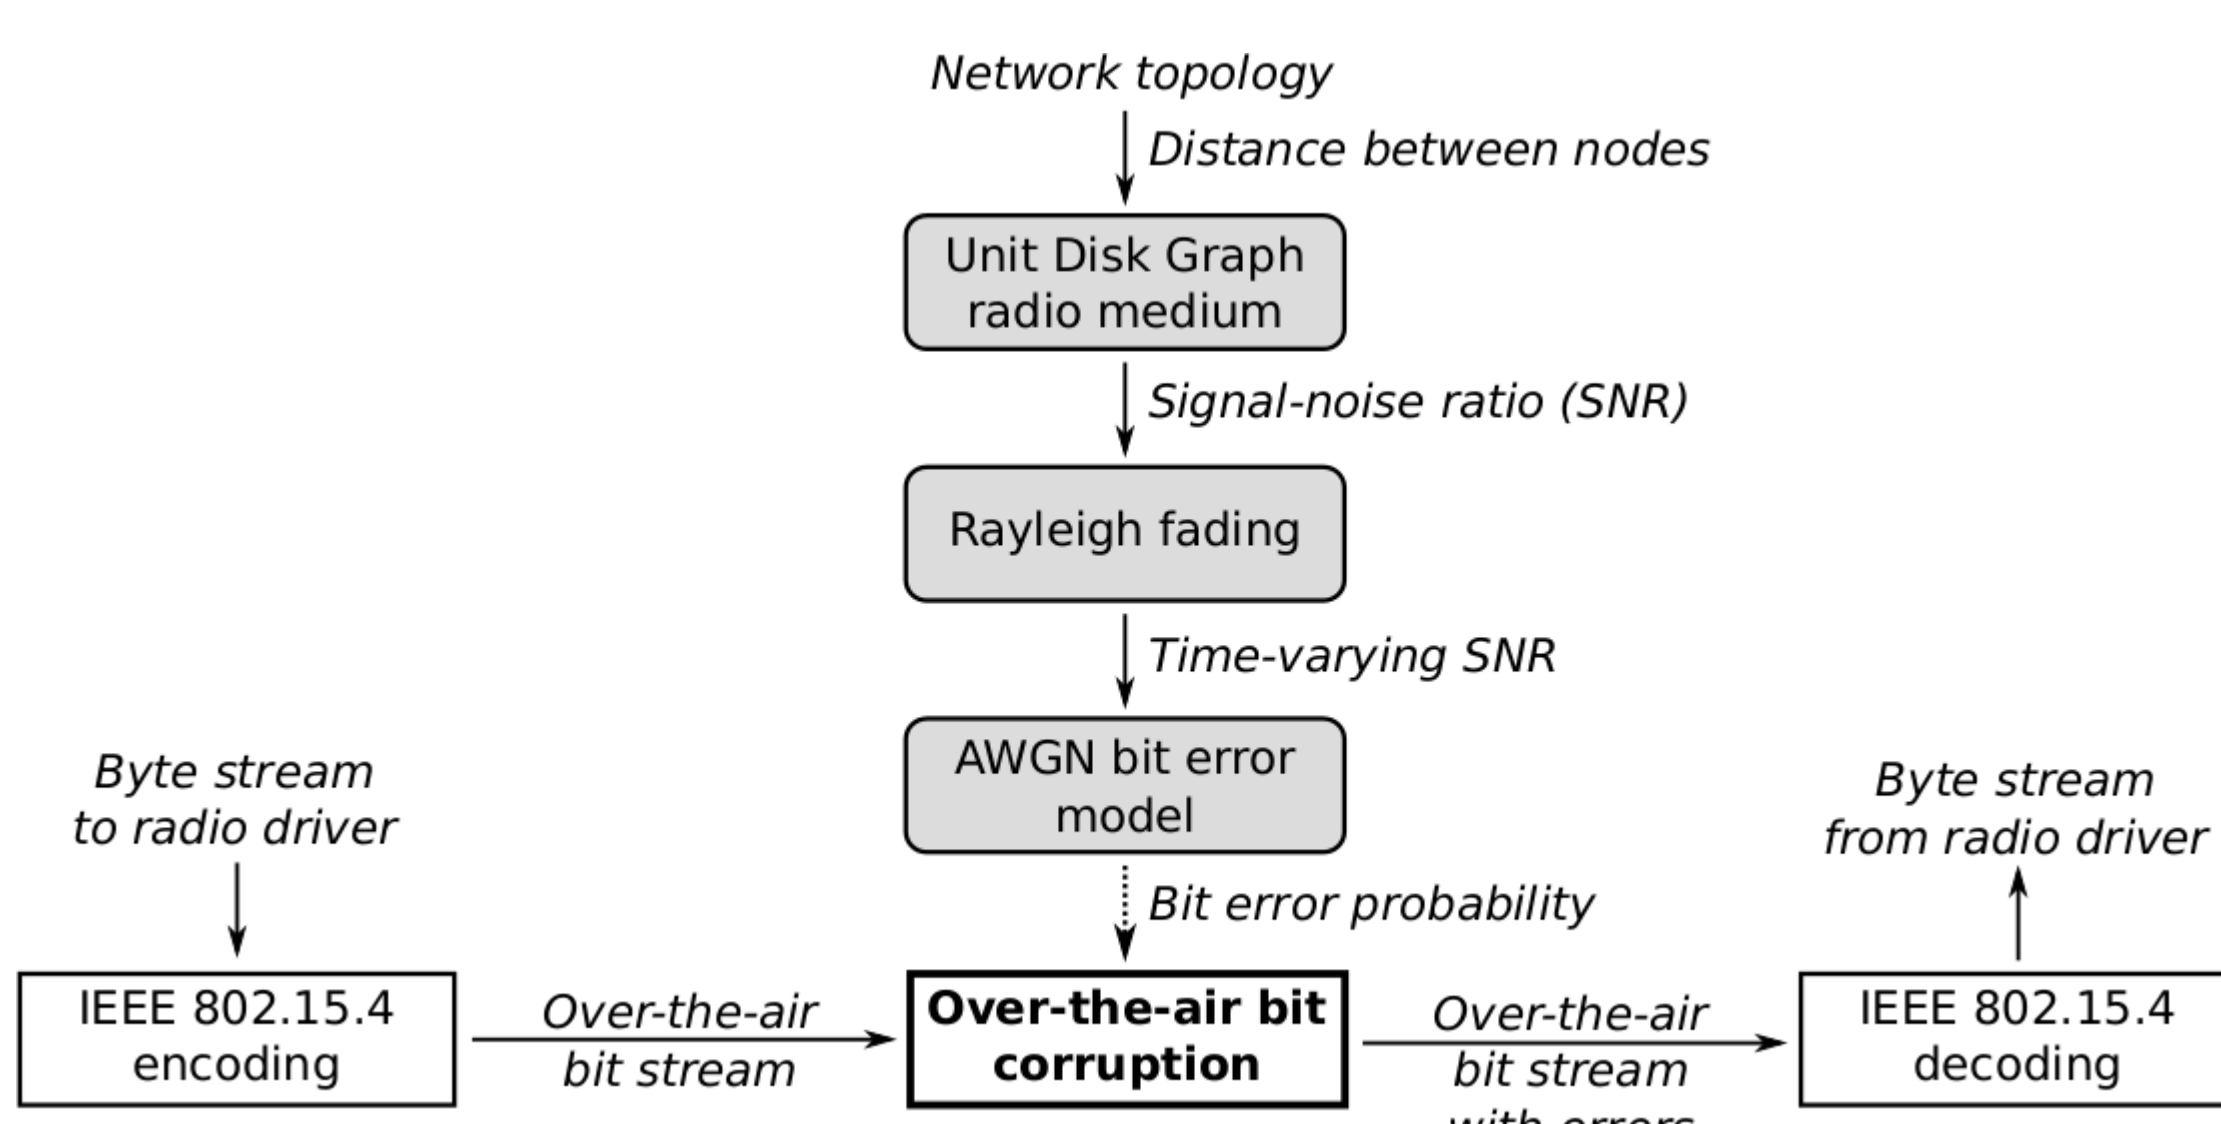 Network topology
Distance between nodes
Unit Disk Graph
radio medium
Signal-noise ratio (SNR)
Rayleigh fading
Time-varying SNR
AWGN bit error
model
Byte stream
to radio driver
Byte stream
from radio driver
Bit error probability
IEEE 802.15.4
encoding
Over-the-air
bit stream
Over-the-air bit
corruption
Over-the-air
bit stream
with errors
IEEE 802.15.4
decoding